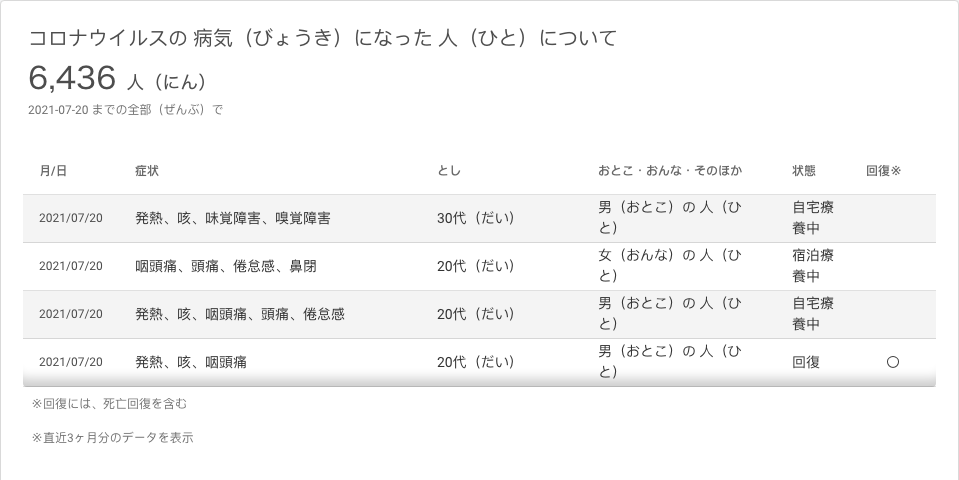 コロナウイルスの 病気（びょうき）になった 人（ひと）について
6,436 人（にん）
2021-07-20 までの全部（ぜんぶ）で
月/日 症状 とし おとこ・おんな・そのほか 状態 回復※
2021/07/20 発熱、咳、味覚障害、嗅覚障害 30代（だい） 男（おとこ）の 人（ひ 自宅療
と） 養中
2021/07/20 咽頭痛、頭痛、倦怠感、鼻閉 20代（だい） 女（おんな）の 人（ひ 宿泊療
と） 養中
2021/07/20 発熱、咳、咽頭痛、頭痛、倦怠感 20代（だい） 男（おとこ）の 人（ひ 自宅療
と） 養中
2021/07/20 発熱、咳、咽頭痛 20代（だい） 男（おとこ）の 人（ひ 回復 〇
と）
※回復には、死亡回復を含む
※直近3ヶ月分のデータを表示